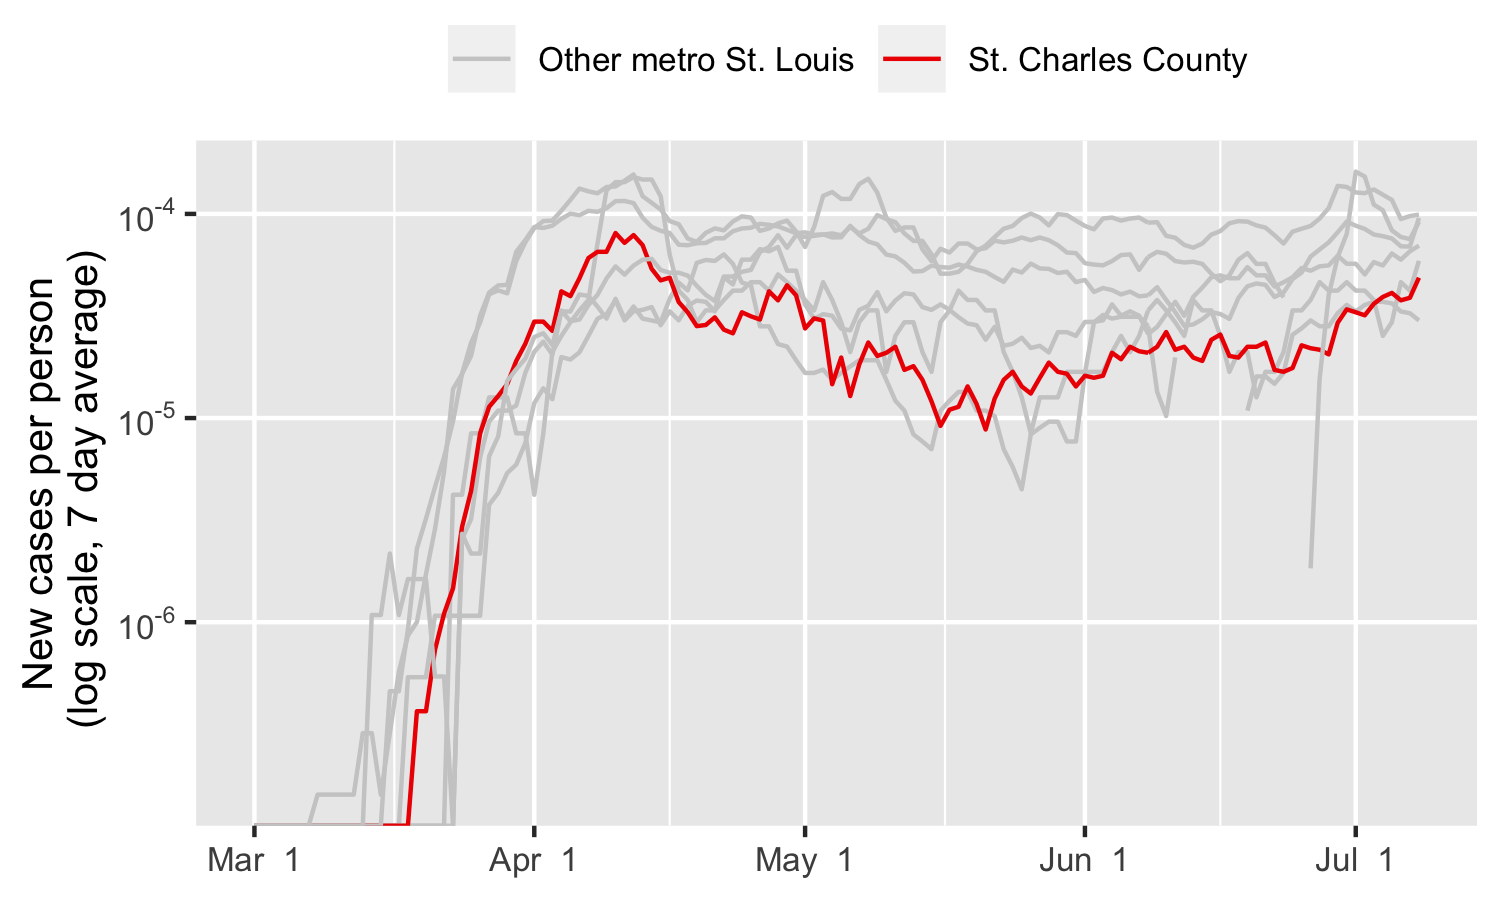 Other metro St. Louis St. Charles County
New cases per person
(log scale, 7 day average)
10-4
10-5
10-6
Mar 1 Apr 1 May 1 Jun 1 Jul 1